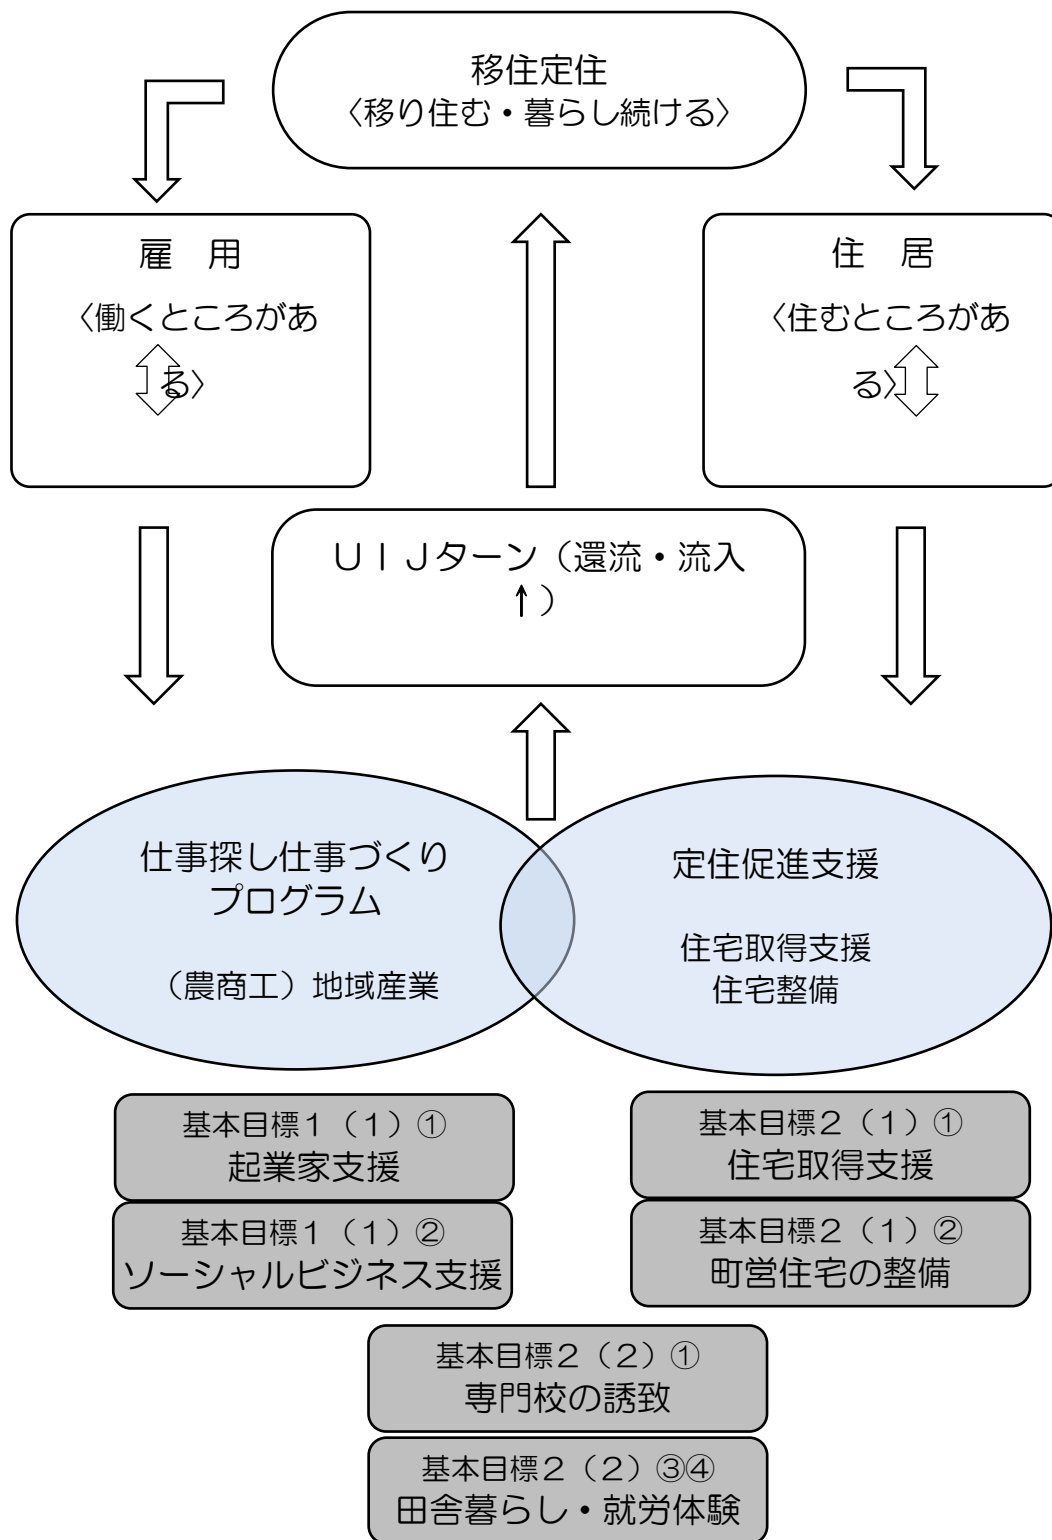 移住定住
〈移り住む・暮らし続ける〉
雇　用
〈働くところがあ
る〉
住　居
〈住むところがあ
る〉
ＵＩＪターン（還流・流入
↑）
仕事探し仕事づくり
プログラム
（農商工）地域産業
定住促進支援
住宅取得支援
住宅整備
基本目標１（１）①
起業家支援
基本目標１（１）②
ソーシャルビジネス支援
基本目標２（１）①
住宅取得支援
基本目標２（１）②
町営住宅の整備
基本目標２（２）①
専門校の誘致
基本目標２（２）③④
田舎暮らし・就労体験